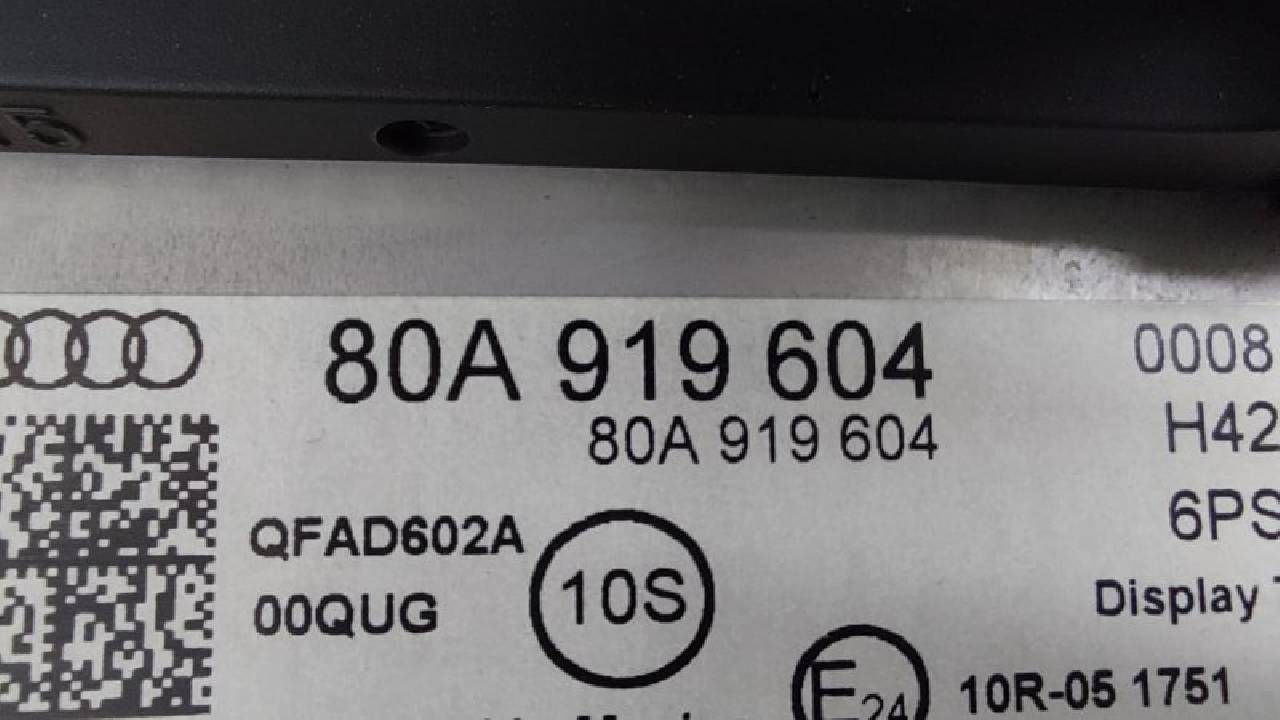 80A 919 604
0008
80A 919 604
H42
6PS
QFAD602A
10S
00QUG
Display
E24
10R-05 1751